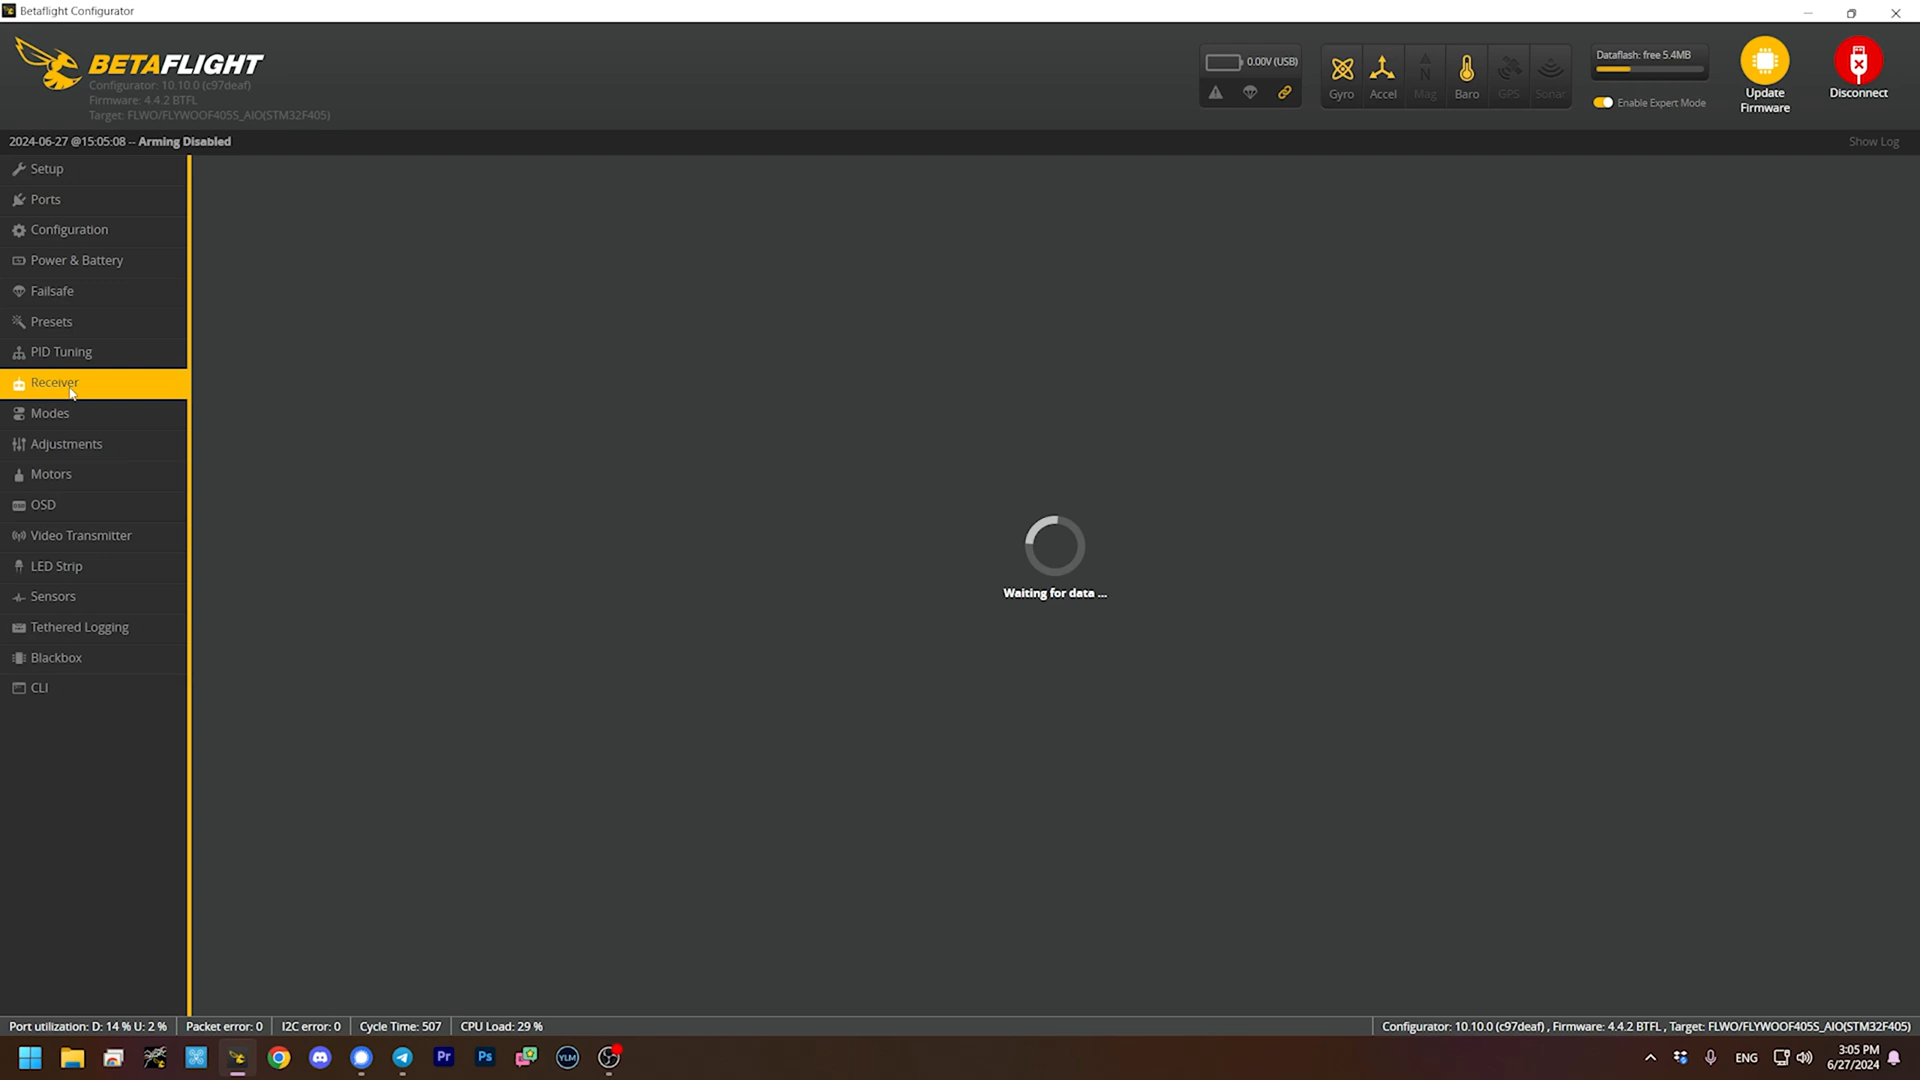 Betaflight Configurator
BETAFLIGHT
Configurator: 10.10.0 (c97deaf)
Firmware: 4.4.2 BTFL
Target: FLWO/FLYWOOF405S_AIO(STM32F405)
0.00V (USB)
Gyro
Accel
N
Mag
Baro
GPS
Sonar
Dataflash: free 5.4MB
Enable Expert Mode
Update
Firmware
Disconnect
2024-06-27 @15:05:08 -- Arming Disabled
Show Log
Setup
Ports
Configuration
Power & Battery
Failsafe
Presets
PID Tuning
Receiver
Modes
Adjustments
Motors
OSD
Video Transmitter
LED Strip
Sensors
Tethered Logging
Blackbox
CLI
Waiting for data ...
Port utilization: D: 14 % U: 2 %
Packet error: 0
I2C error: 0
Cycle Time: 507
CPU Load: 29 %
Configurator: 10.10.0 (c97deaf) , Firmware: 4.4.2 BTFL , Target: FLWO/FLYWOOF405S_AIO(STM32F405)
Pr
Ps
YLM
ENG
3:05 PM
6/27/2024